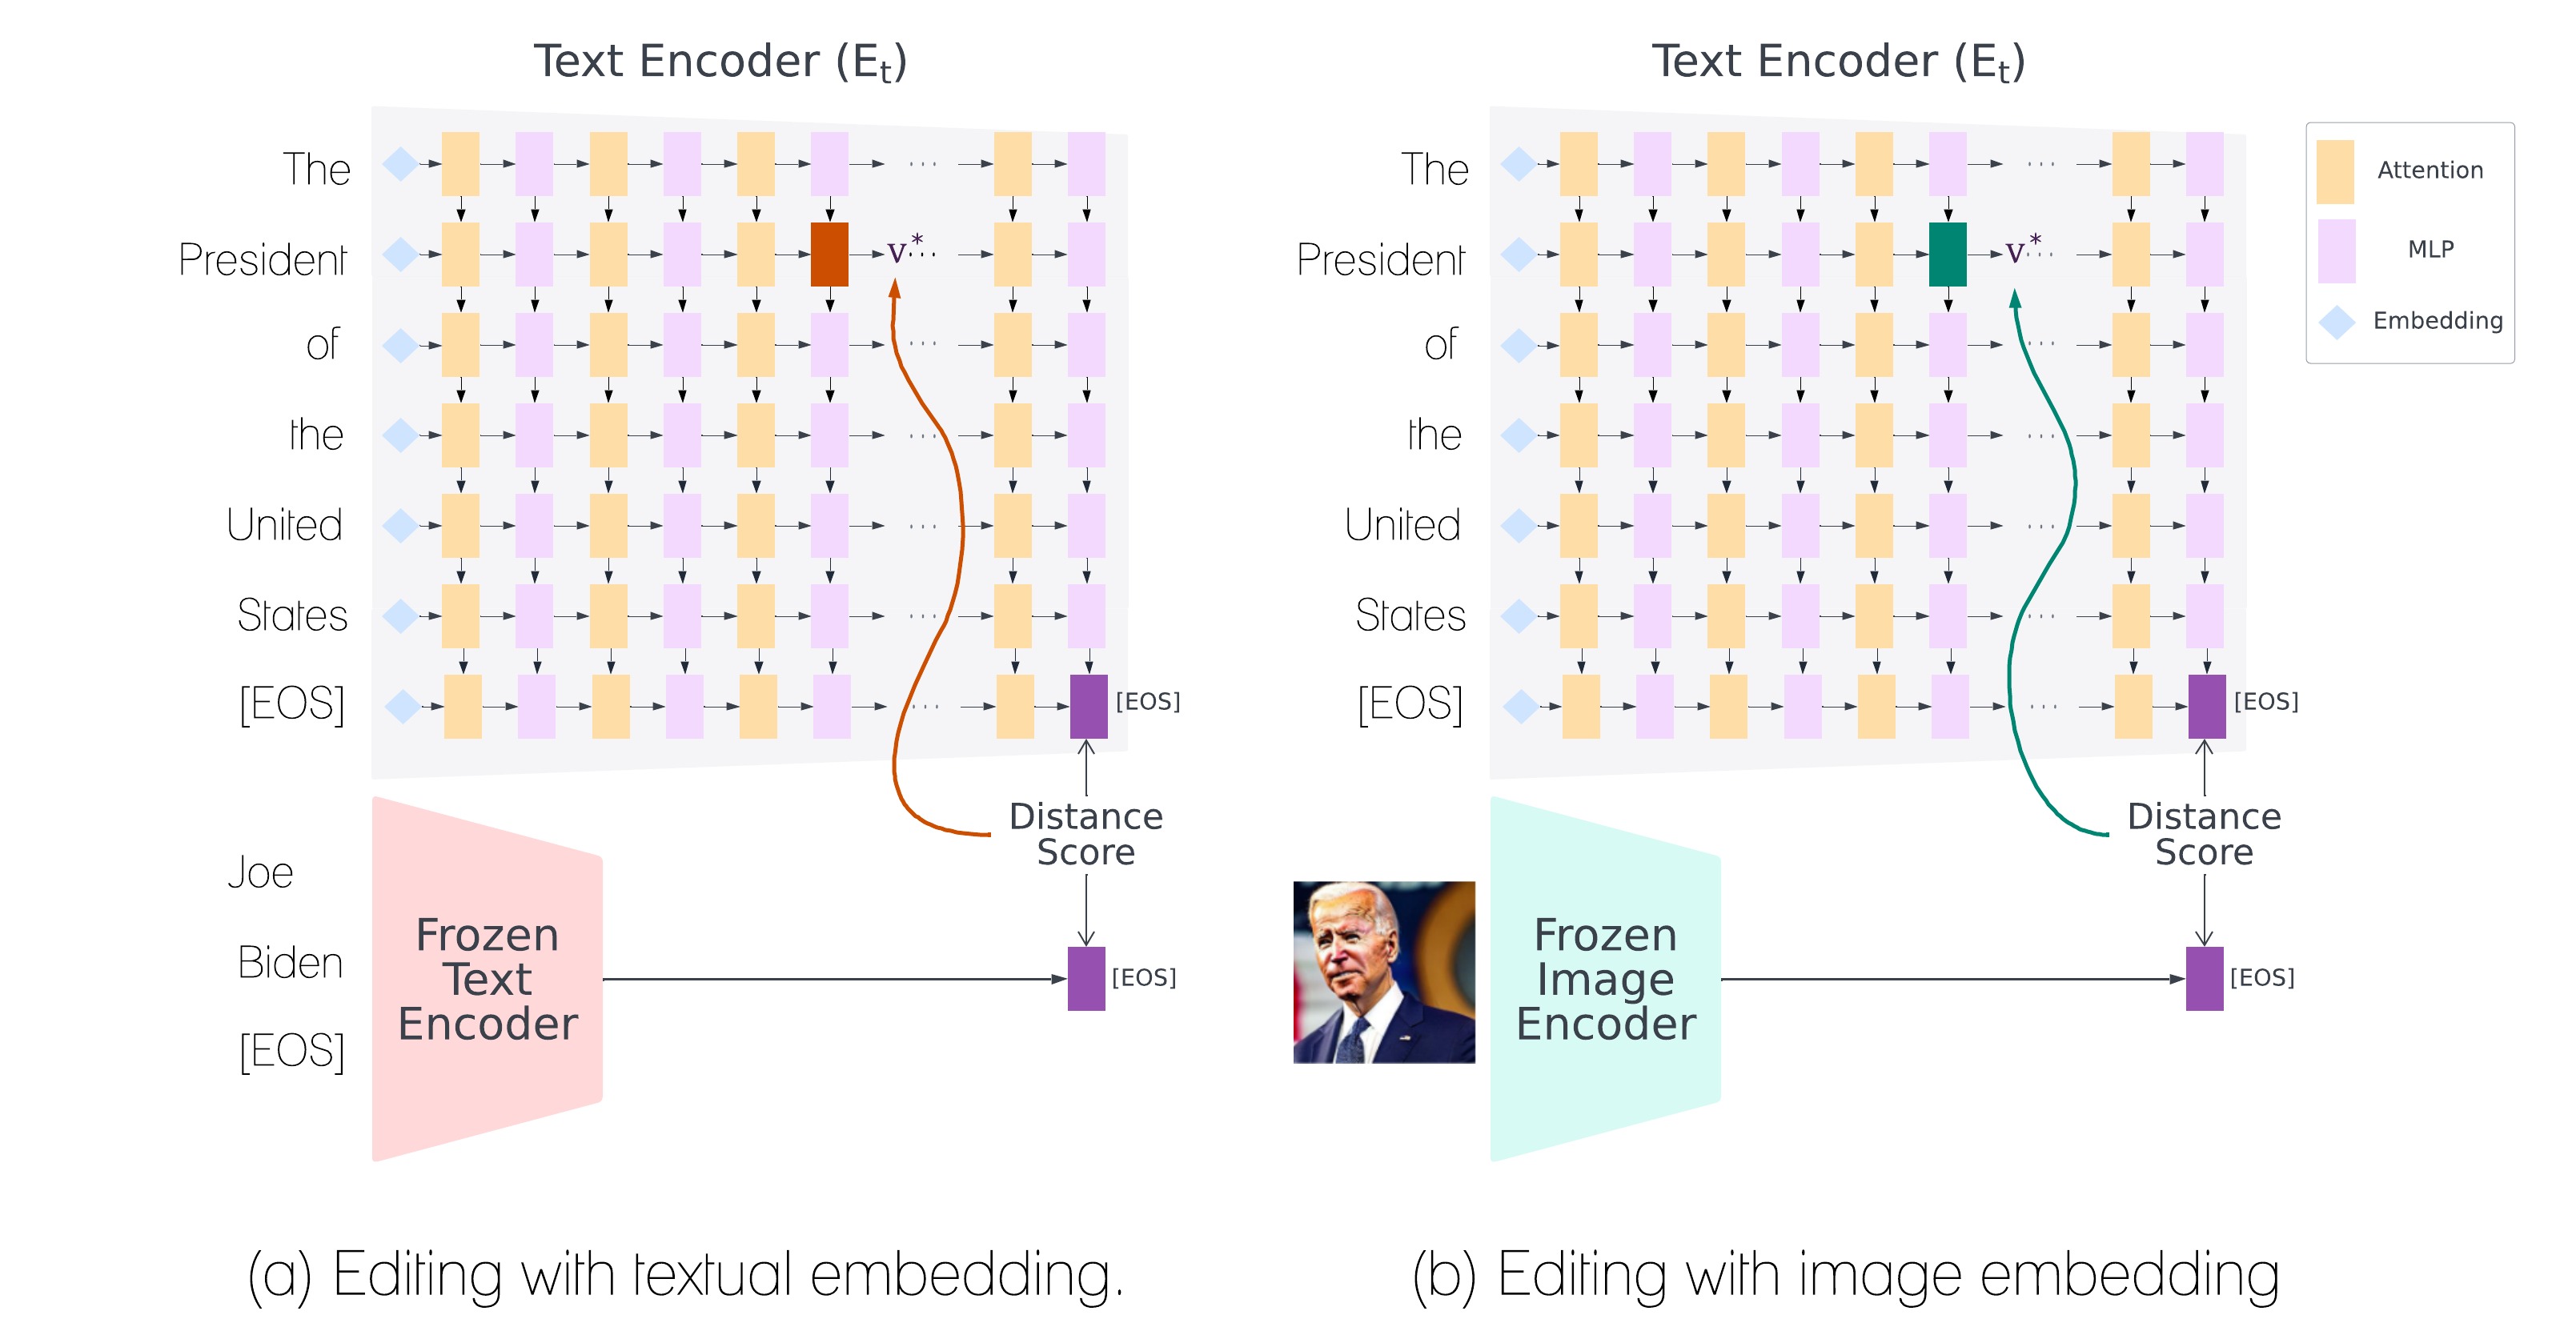 Text Encoder (Et)
The
President
v*
of
the
United
States
[EOS]
[EOS]
Distance
Score
Joe
Biden
[EOS]
Frozen
Text
Encoder
[EOS]
(a) Editing with textual embedding.
Text Encoder (Et)
The
President
v*
of
the
United
States
[EOS]
[EOS]
Distance
Score
Frozen
Image
Encoder
[EOS]
(b) Editing with image embedding
Attention
MLP
Embedding